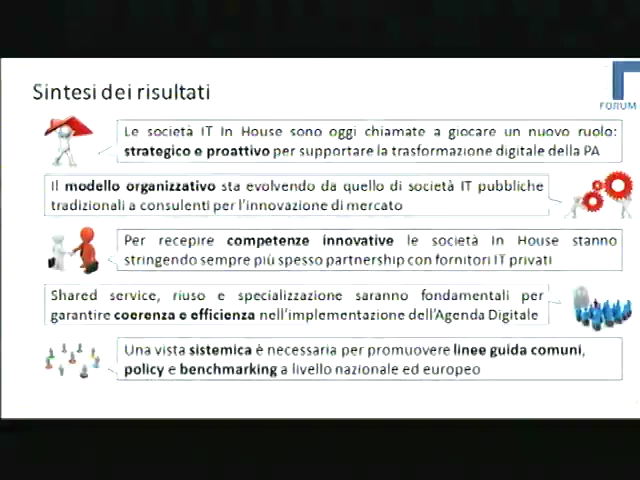 Sintesi dei risultati
FORUM
Le società IT In House sono oggi chiamate a giocare un nuovo ruolo:
strategico e proattivo per supportare la trasformazione digitale della PA
Il modello organizzativo sta evolvendo da quello di società IT pubbliche
tradizionali a consulenti per l'innovazione di mercato
Per recepire competenze innovative le società In House stanno
stringendo sempre più spesso partnership con fornitori IT privati
Shared service, riuso e specializzazione saranno fondamentali per
garantire coerenza e efficienza nell'implementazione dell'Agenda Digitale
Una vista sistemica è necessaria per promuovere linee guida comuni,
policy e benchmarking a livello nazionale ed europeo